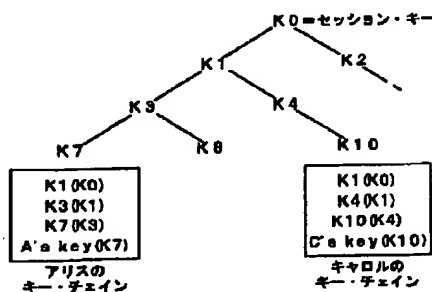 K0=セッション・キー
K1 K2
K3 K4
K7 K8 K10
K1(K0)
K3(K1)
K7(K3)
A's key(K7)
アリスの
キー・チェイン
K1(K0)
K4(K1)
K10(K4)
C's key(K10)
キャロルの
キー・チェイン